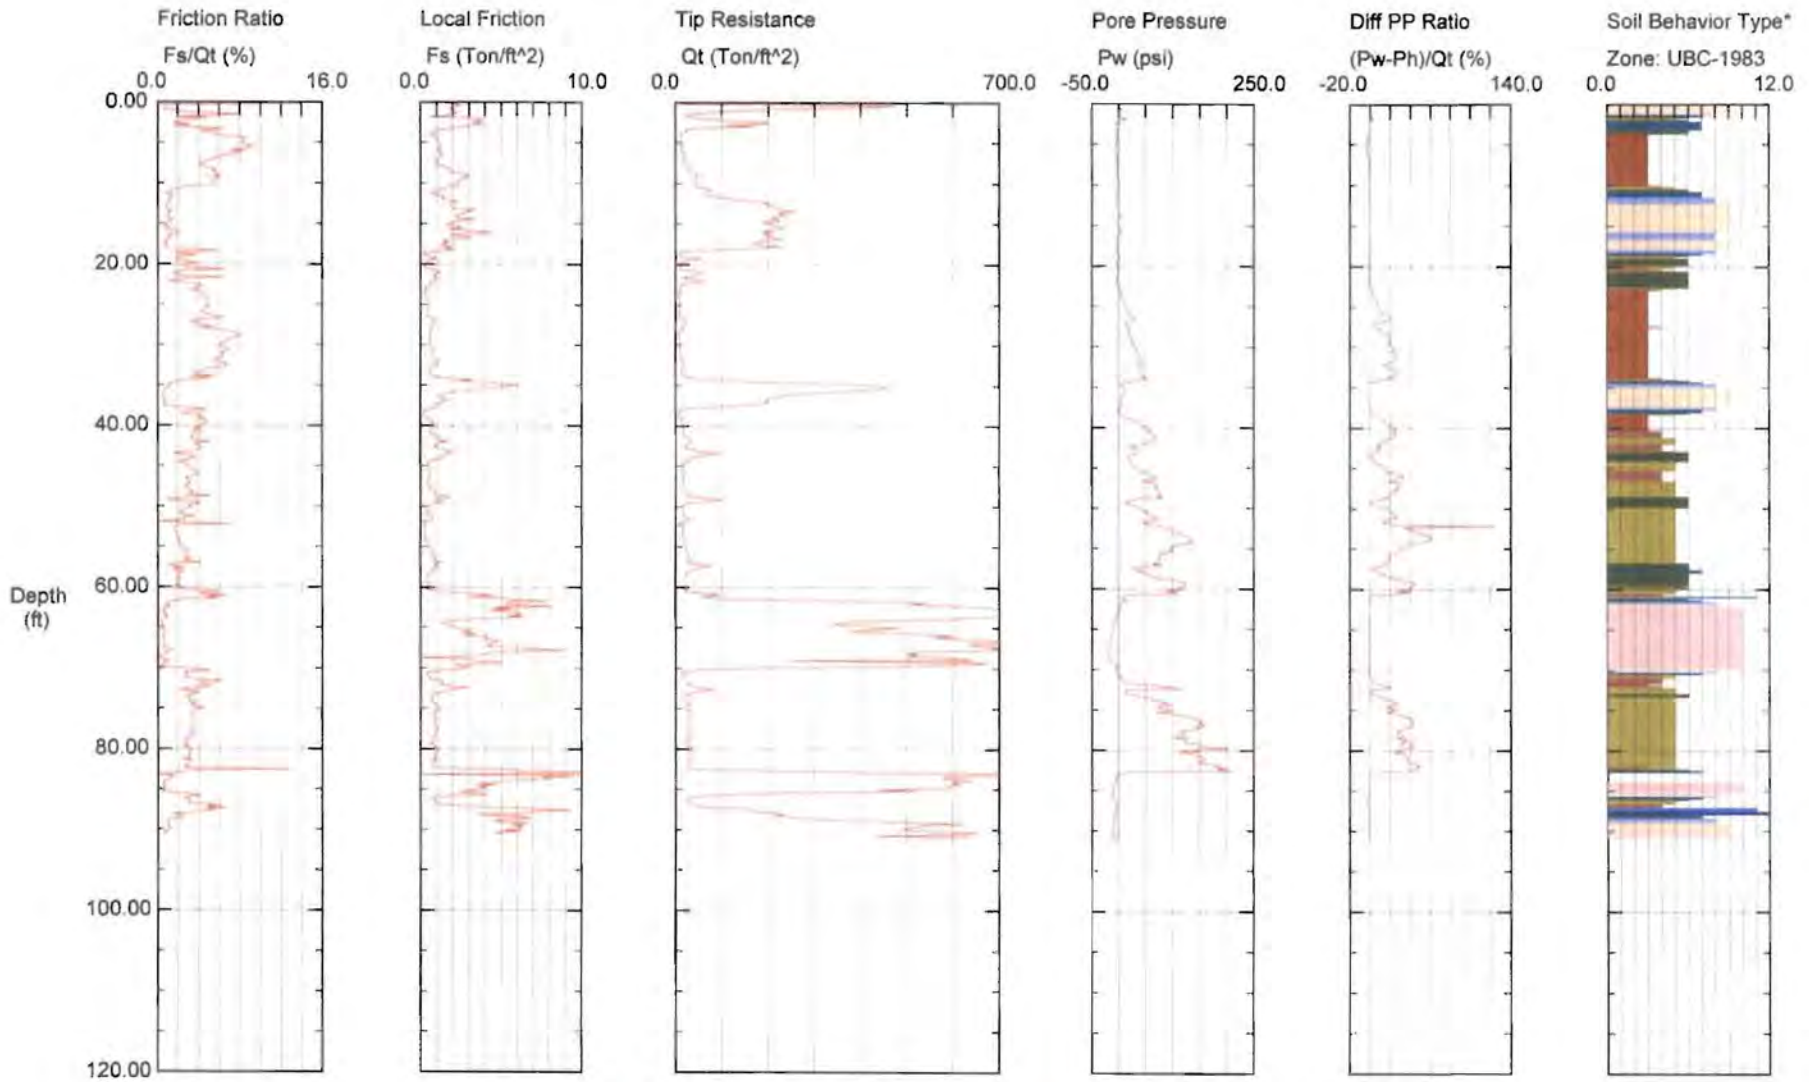 Friction Ratio Local Friction Tip Resistance Pore Pressure Diff PP Ratio Soil Behavior Type*
Fs/Qt (%) Fs (Ton/ft^2) Qt (Ton/ft^2) Pw (psi) (Pw-Ph)/Qt (%) Zone: UBC-1983
0.0 16.0 0.0 10.0 0.0 700.0 -50.0 250.0 -20.0 140.0 0.0 12.0
0.00
20.00
40.00
60.00
Depth
(ft)
80.00
100.00
120.00